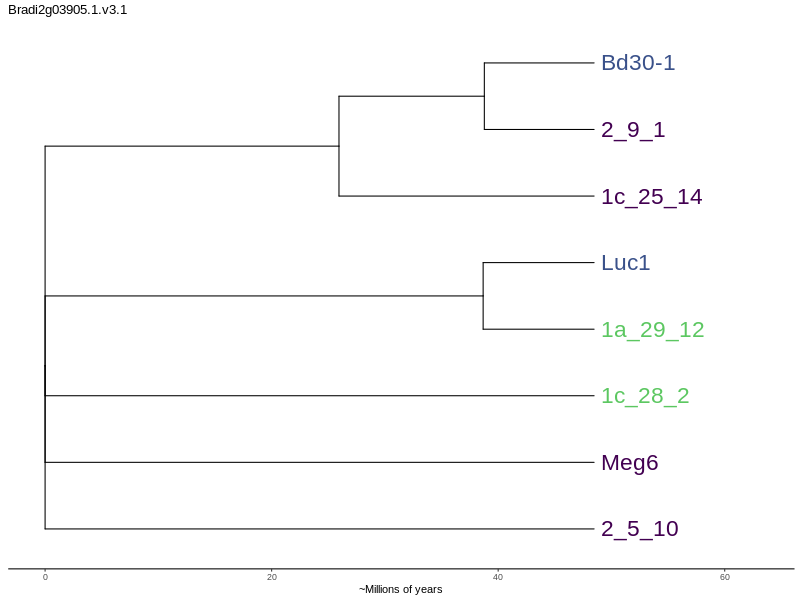 Bradi2g03905.1.v3.1
Bd30-1
2_9_1
1c_25_14
Luc1
1a_29_12
1c_28_2
Meg6
2_5_10
0 20 40 60
~Millions of years